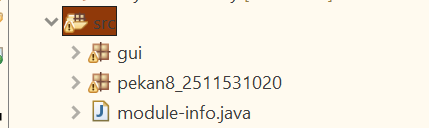 src
gui
pekan8_2511531020
module-info.java